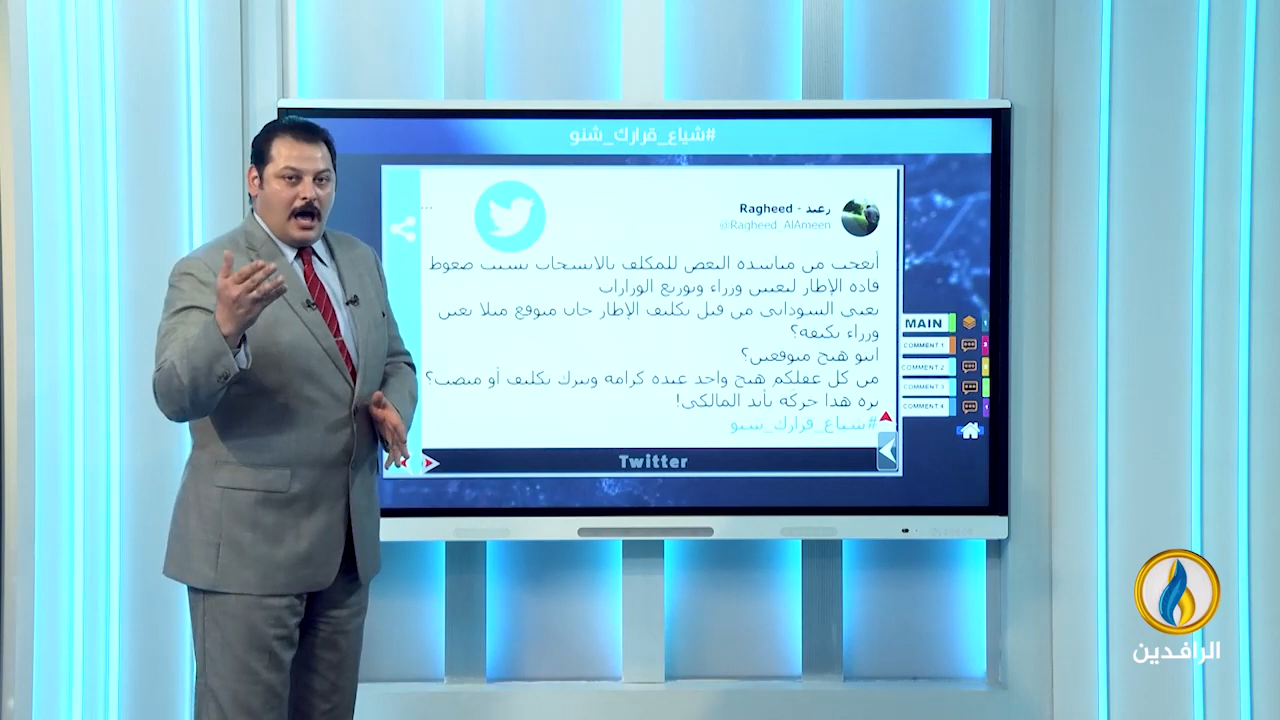 #شياع_قرارك_شنو
رغيد - Ragheed
@Ragheed_AlAmeen
أتعجب من مناشدة البعض للمكلف بالانسحاب بسبب ضغوط
قادة الإطار لتعيين وزراء وتوزيع الوزارات
يعني السوداني من قبل تكليف الإطار جان متوقع مثلا يعين
وزراء بكيفه؟
انتو هيج متوقعين؟
من كل عقلكم هيج واحد عنده كرامة ويترك تكليف أو منصب؟
تره هذا حركة بأيد المالكي!
#شياع_قرارك_شنو
Twitter
MAIN
COMMENT 1
COMMENT 2
COMMENT 3
COMMENT 4
الرافدين